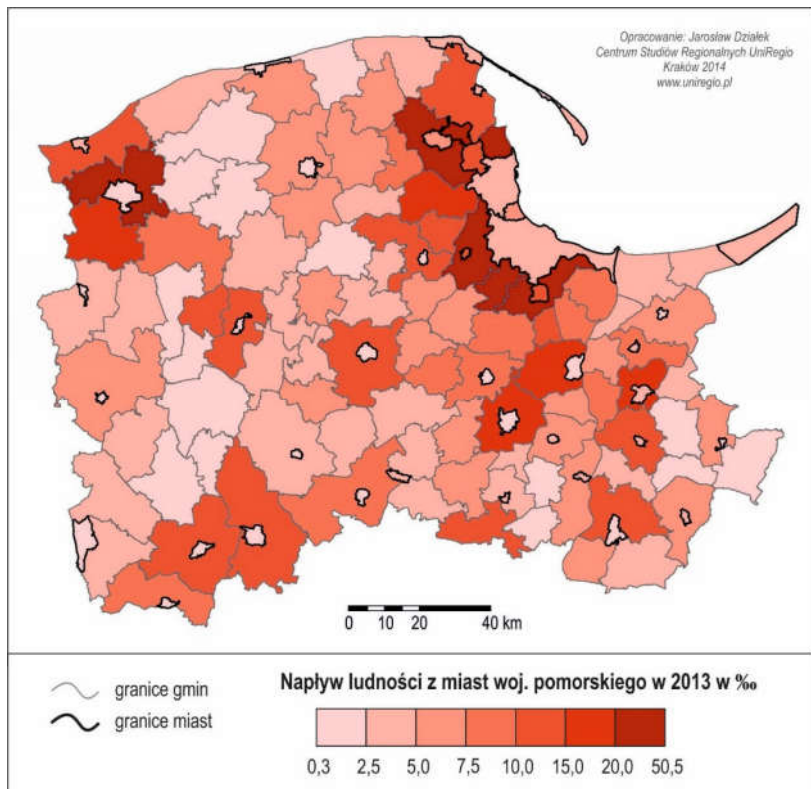 Opracowanie: Jarosław Działek
Centrum Studiów Regionalnych UniRegio
Kraków 2014
www.uniregio.pl
0 10 20 40 km
granice gmin
granice miast
Napływ ludności z miast woj. pomorskiego w 2013 w ‰
0,3 2,5 5,0 7,5 10,0 15,0 20,0 50,5